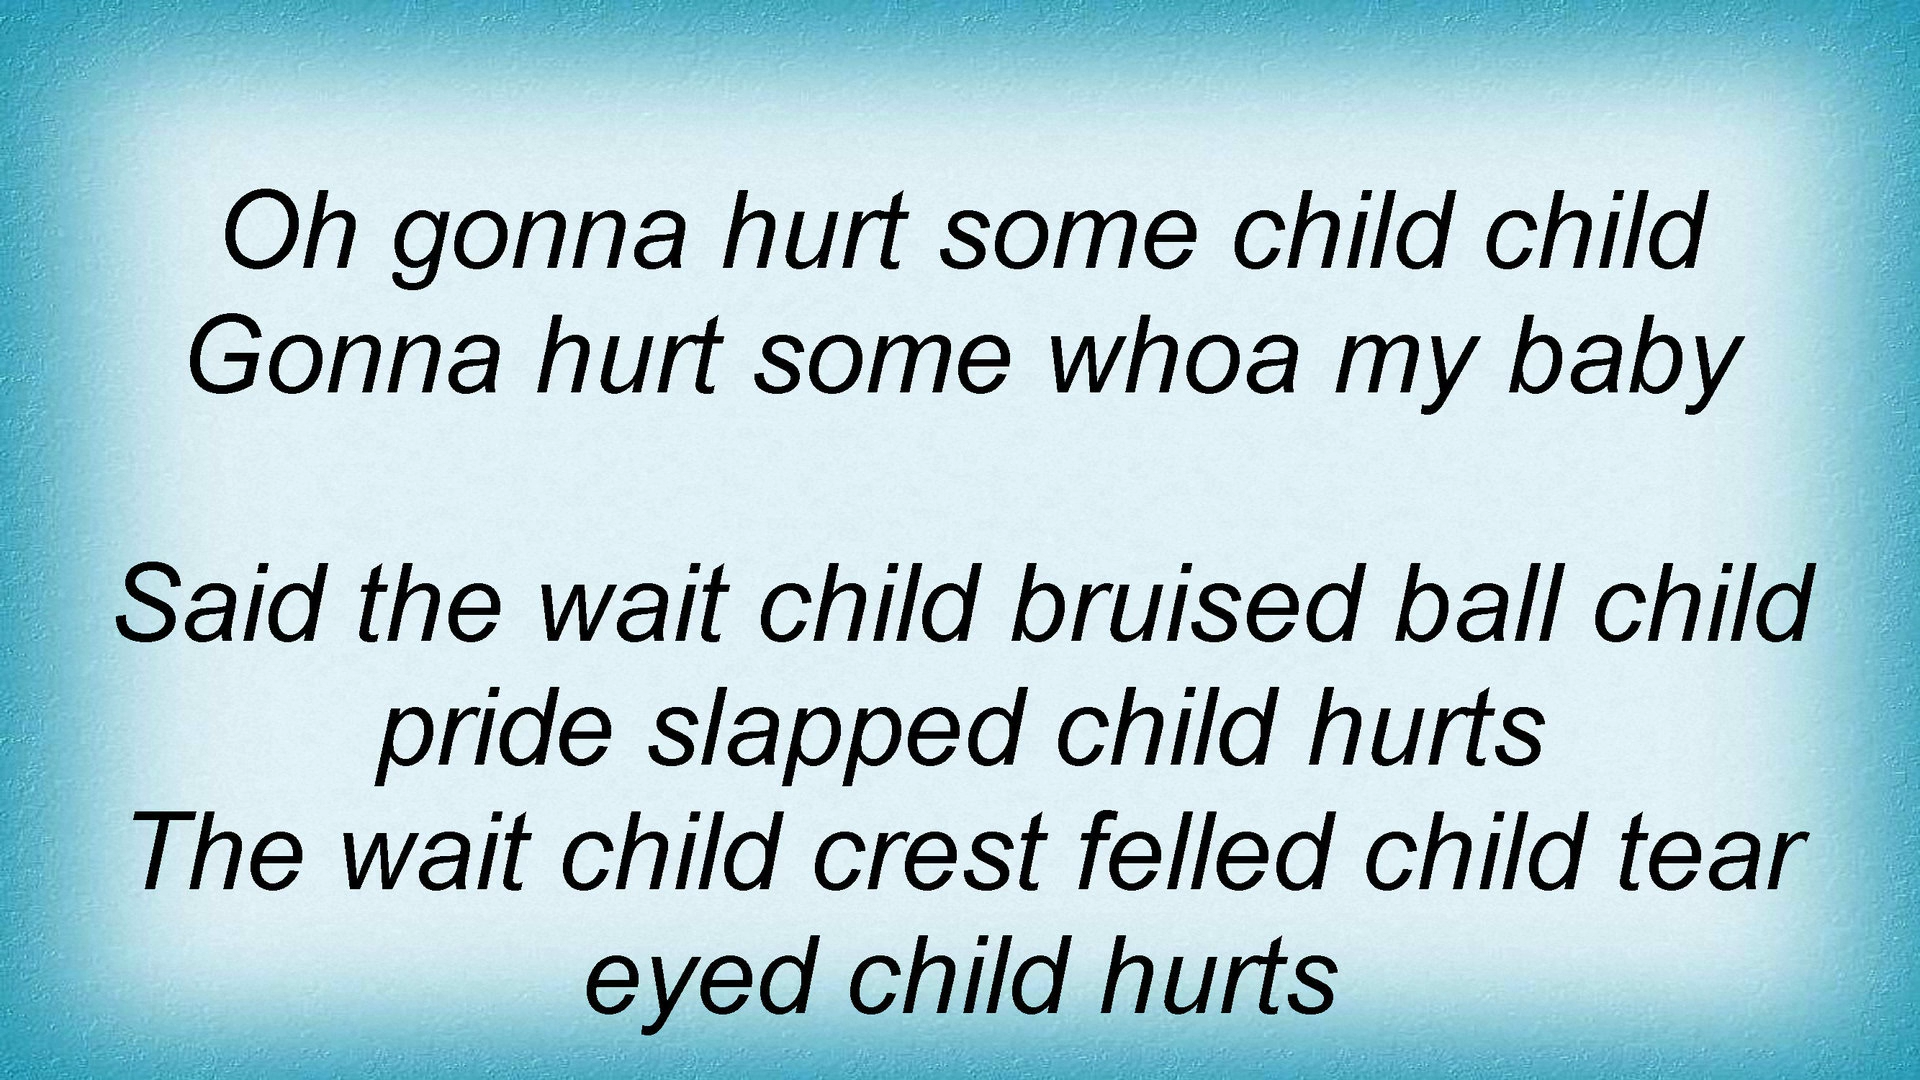 Oh gonna hurt some child child
Gonna hurt some whoa my baby
Said the wait child bruised ball child
pride slapped child hurts
The wait child crest felled child tear
eyed child hurts